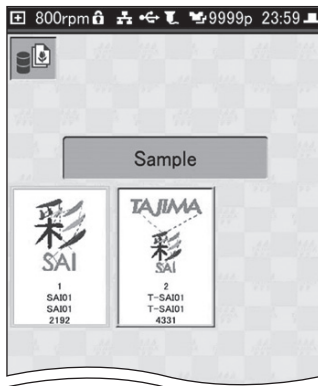 800rpm 9999p 23:59
Sample
彩
SAI
1
SAI01
SAI01
2192
TAJIMA
彩
SAI
2
T-SAI01
T-SAI01
4331